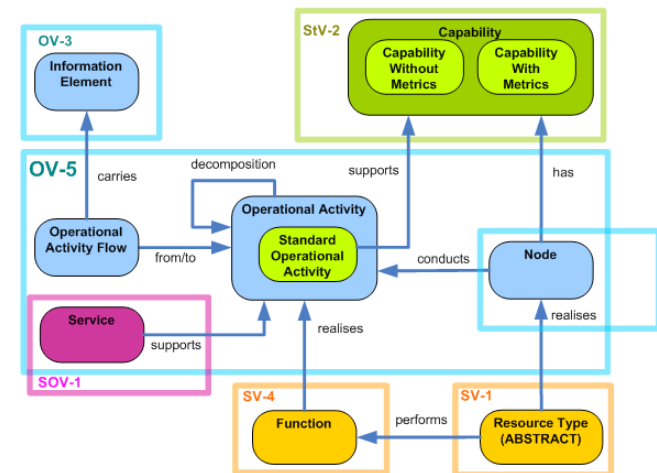 OV-3
Information
Element
StV-2
Capability
Capability
Without
Metrics
Capability
With
Metrics
carries
OV-5
decomposition
supports
has
Operational
Activity Flow
from/to
Operational Activity
Standard
Operational
Activity
conducts
Node
Service
supports
SOV-1
realises
realises
SV-4
Function
performs
SV-1
Resource Type
(ABSTRACT)